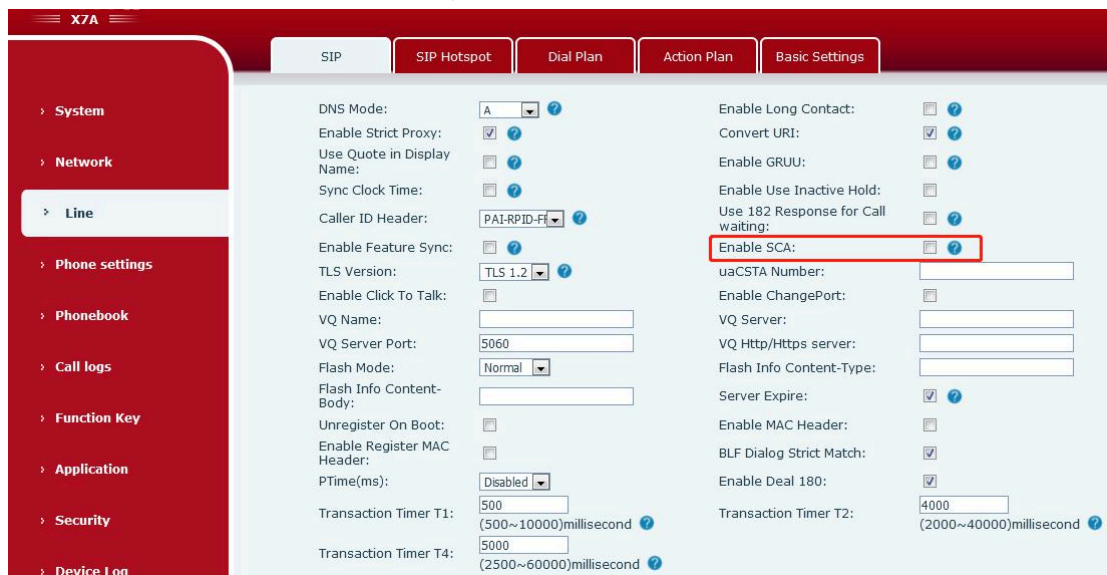 X7A
SIP
SIP Hotspot
Dial Plan
Action Plan
Basic Settings
System
Network
Line
Phone settings
Phonebook
Call logs
Function Key
Application
Security
Device Log
DNS Mode: A
Enable Long Contact:
Enable Strict Proxy:
Convert URI:
Use Quote in Display
Name:
Enable GRUU:
Sync Clock Time:
Enable Use Inactive Hold:
Caller ID Header: PAI-RPID-FF
Use 182 Response for Call
waiting:
Enable Feature Sync:
Enable SCA:
TLS Version: TLS 1.2
uaCSTA Number:
Enable Click To Talk:
Enable ChangePort:
VQ Name:
VQ Server:
VQ Server Port: 5060
VQ Http/Https server:
Flash Mode: Normal
Flash Info Content-Type:
Flash Info Content-
Body:
Server Expire:
Unregister On Boot:
Enable MAC Header:
Enable Register MAC
Header:
BLF Dialog Strict Match:
PTime(ms): Disabled
Enable Deal 180:
Transaction Timer T1: 500
(500~10000)millisecond
Transaction Timer T2: 4000
(2000~40000)millisecond
Transaction Timer T4: 5000
(2500~60000)millisecond